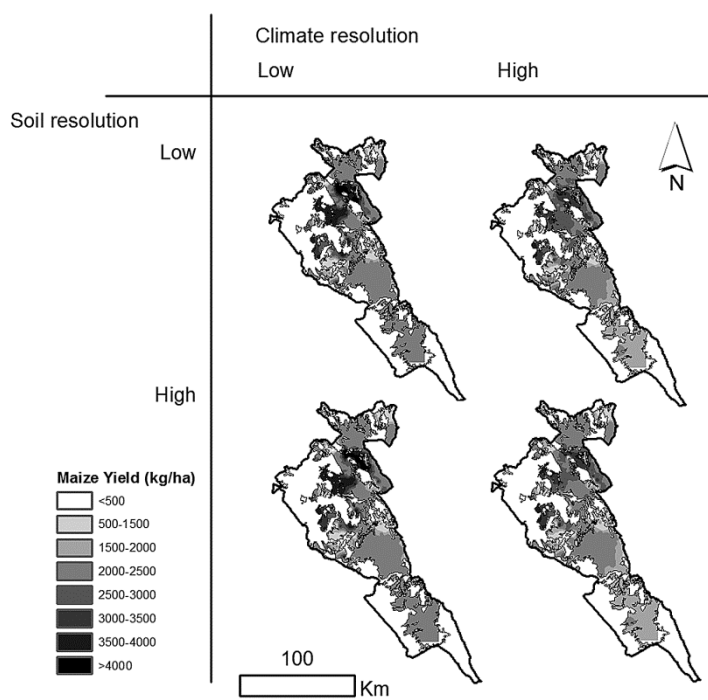 Climate resolution
Low High
Soil resolution
Low
N
High
Maize Yield (kg/ha)
<500
500-1500
1500-2000
2000-2500
2500-3000
3000-3500
3500-4000
>4000
100
Km